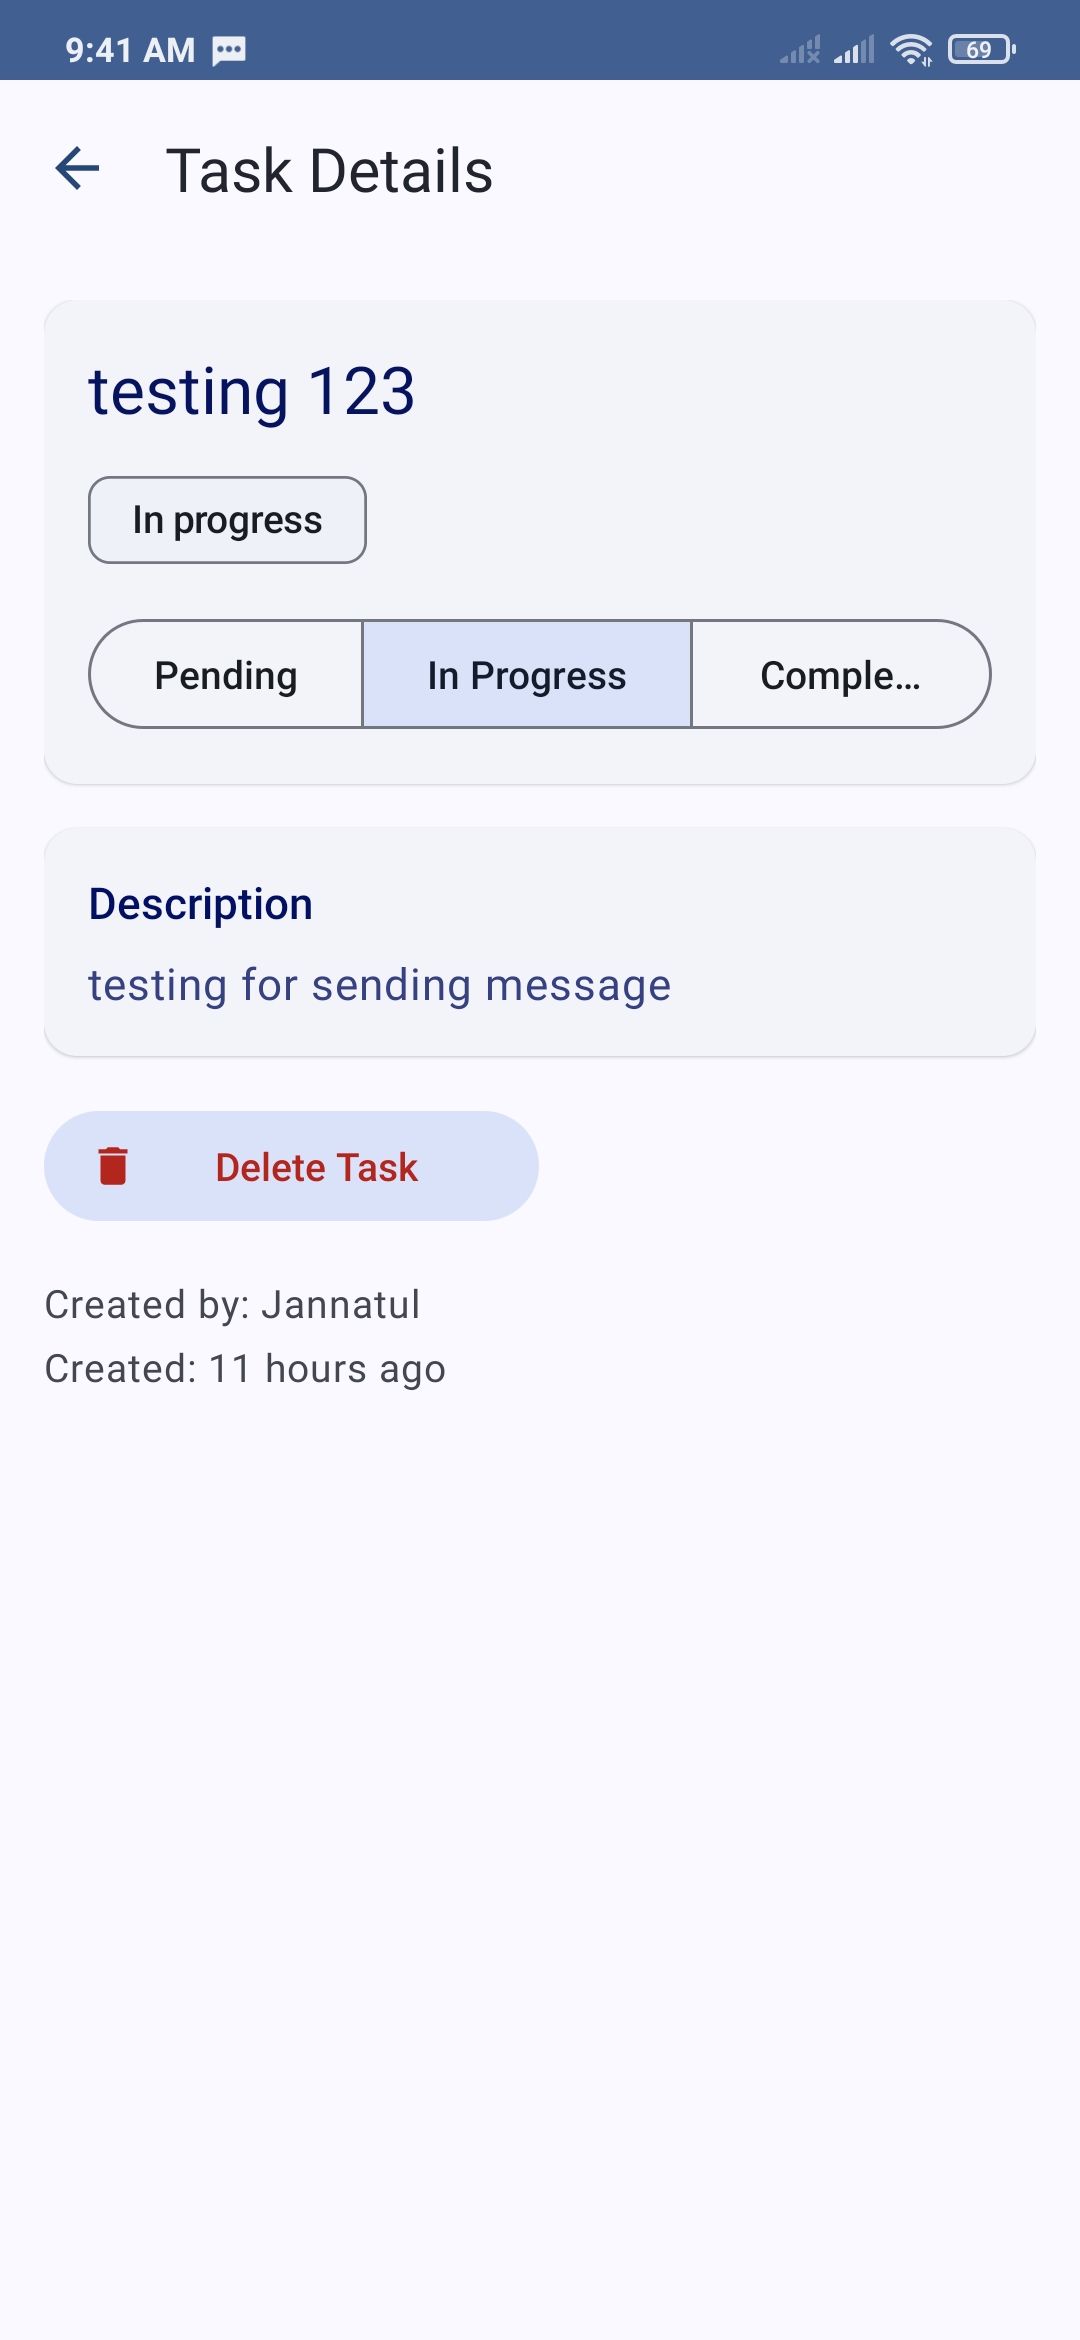 9:41 AM
69
Task Details
testing 123
In progress
Pending In Progress Comple...
Description
testing for sending message
Delete Task
Created by: Jannatul
Created: 11 hours ago